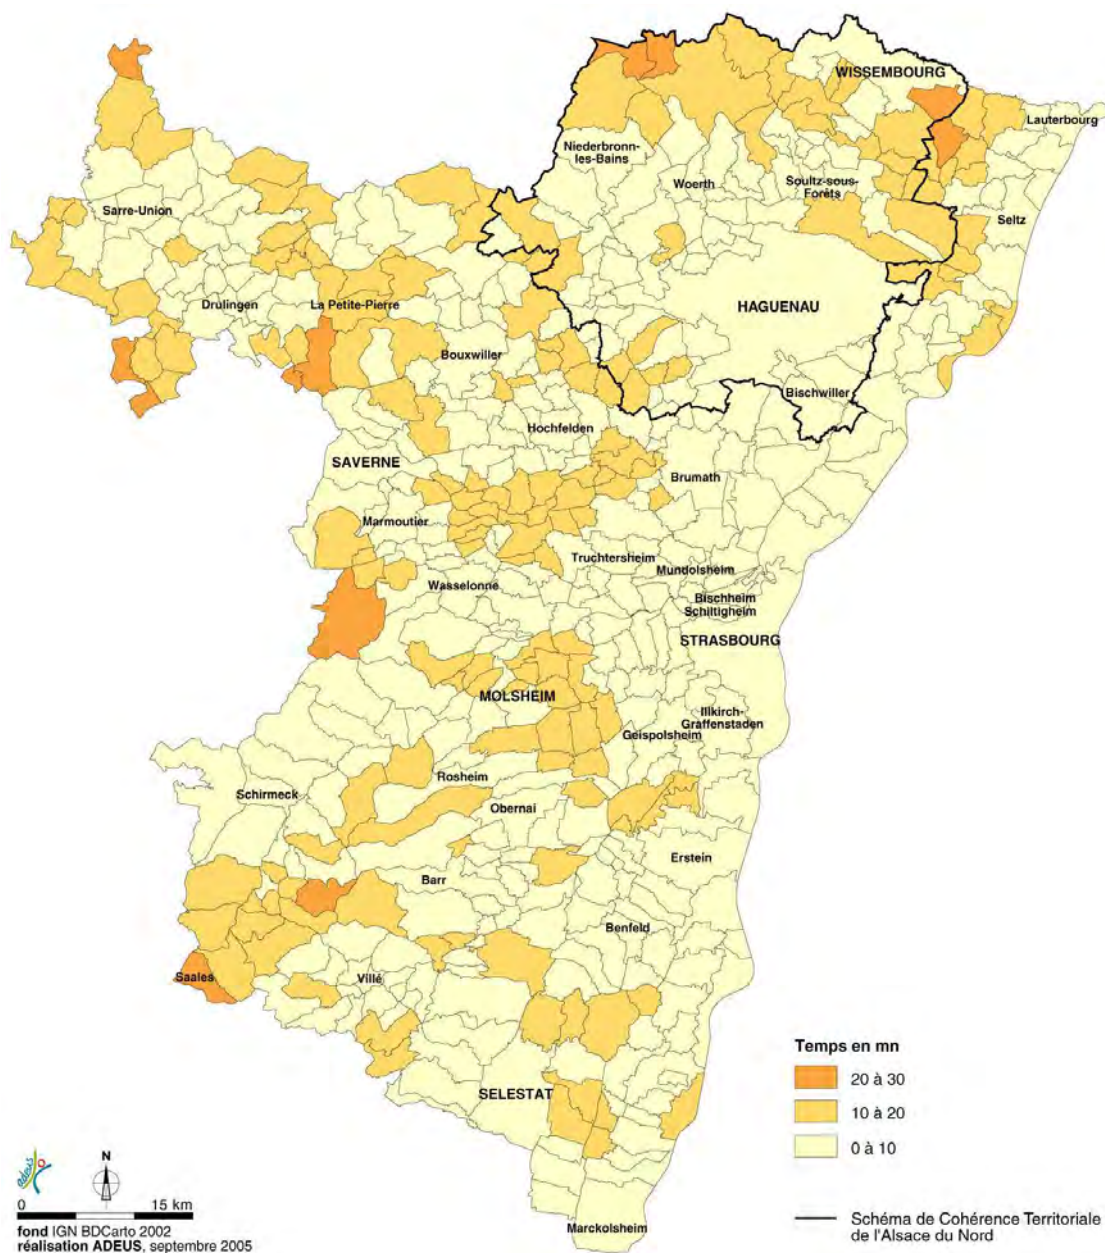 WISSEMBOURG
Lauterbourg
Niederbronn-
les-Bains
Woerth
Soultz-sous-
Forêts
Seltz
Sarre-Union
Drulingen
La Petite-Pierre
HAGUENAU
Bouxwiller
Bischwiller
Hochfelden
SAVERNE
Brumath
Marmoutier
Truchtersheim
Mundolsheim
Wasselonne
Bischheim
Schiltigheim
STRASBOURG
MOLSHEIM
Illkirch-
Graffenstaden
Geispolsheim
Rosheim
Schirmeck
Obernai
Erstein
Barr
Benfeld
Saales
Villé
SELESTAT
Marckolsheim
Temps en mn
20 à 30
10 à 20
0 à 10
Schéma de Cohérence Territoriale
de l'Alsace du Nord
adeus
N
0 15 km
fond IGN BDCarto 2002
réalisation ADEUS, septembre 2005